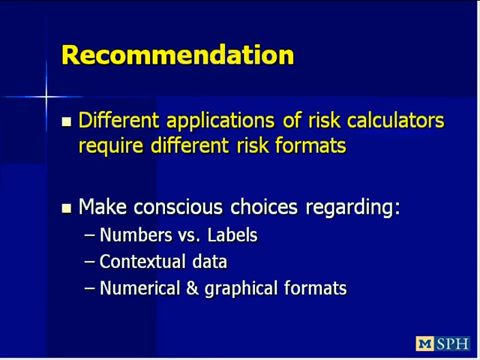 Recommendation
■ Different applications of risk calculators
require different risk formats
■ Make conscious choices regarding:
– Numbers vs. Labels
– Contextual data
– Numerical & graphical formats
M SPH